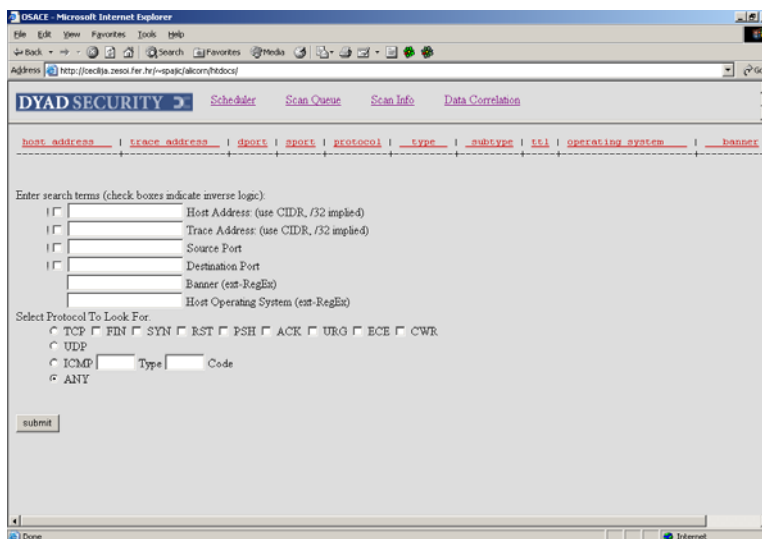 OSACE - Microsoft Internet Explorer
File Edit View Favorites Tools Help
Back Search Favorites Media
Address http://cecilija.zesoi.fer.hr/~spajic/alicorn/htdocs/ Go
DYAD SECURITY Scheduler Scan Queue Scan Info Data Correlation
host address | trace address | dport | sport | protocol | type | subtype | ttl | operating system | banner
Enter search terms (check boxes indicate inverse logic):
! Host Address: (use CIDR, /32 implied)
! Trace Address: (use CIDR, /32 implied)
! Source Port
! Destination Port
Banner (ext-RegEx)
Host Operating System (ext-RegEx)
Select Protocol To Look For.
TCP FIN SYN RST PSH ACK URG ECE CWR
UDP
ICMP Type Code
ANY
submit
Done Internet